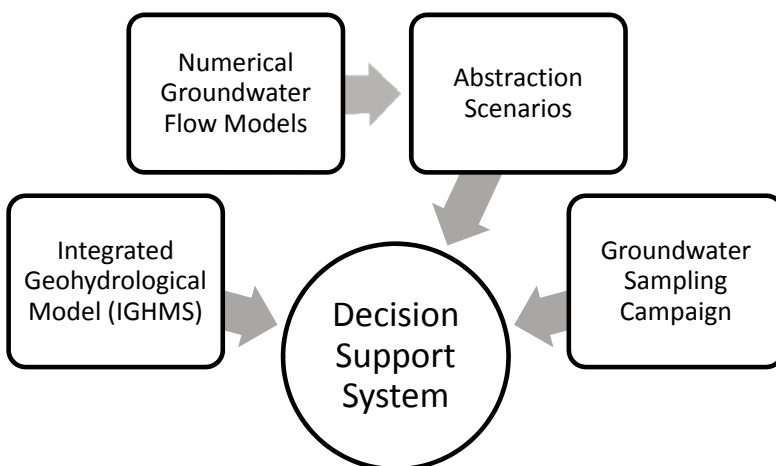 Numerical
Groundwater
Flow Models
Abstraction
Scenarios
Integrated
Geohydrological
Model (IGHMS)
Decision
Support
System
Groundwater
Sampling
Campaign